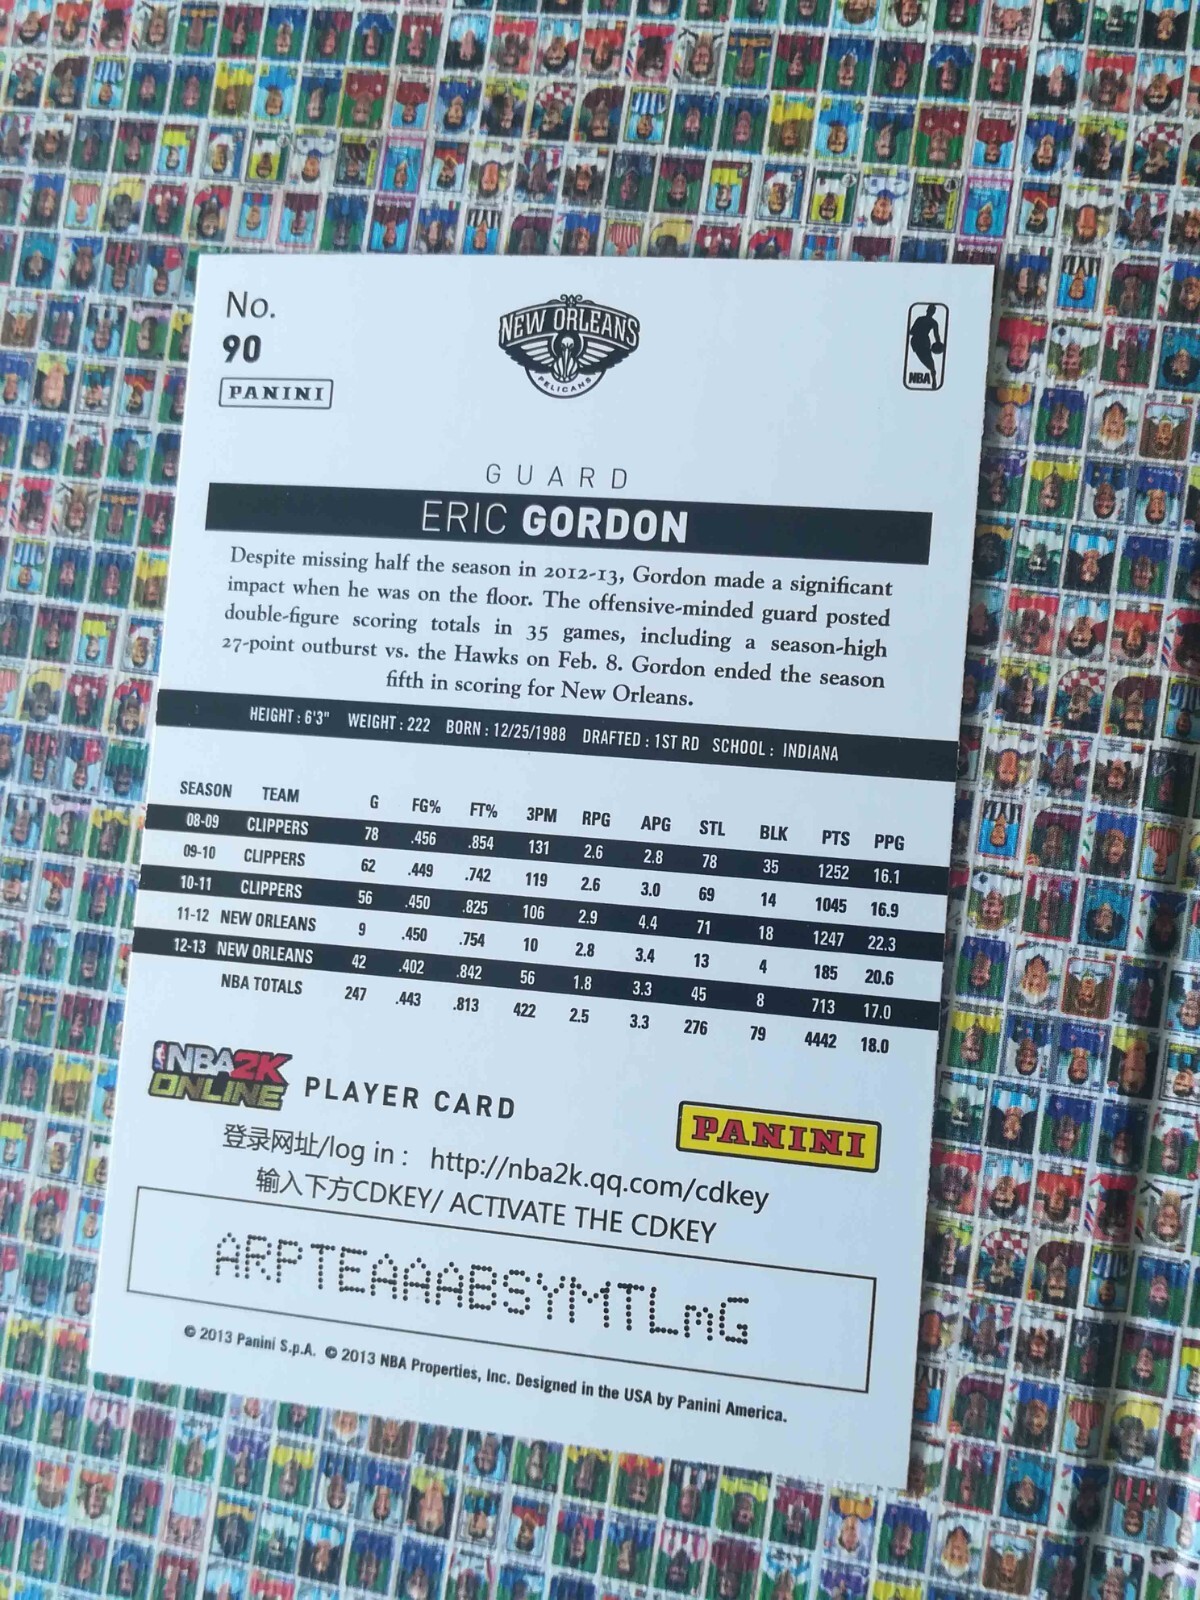 No.
90
PANINI
NEW ORLEANS
PELICANS
NBA
GUARD
ERIC GORDON
Despite missing half the season in 2012-13, Gordon made a significant
impact when he was on the floor. The offensive-minded guard posted
double-figure scoring totals in 35 games, including a season-high
27-point outburst vs. the Hawks on Feb. 8. Gordon ended the season
fifth in scoring for New Orleans.
HEIGHT : 6'3" WEIGHT : 222 BORN : 12/25/1988 DRAFTED : 1ST RD SCHOOL : INDIANA
SEASON TEAM G FG% FT% 3PM RPG APG STL BLK PTS PPG
08-09 CLIPPERS 78 .456 .854 131 2.6 2.8 78 35 1252 16.1
09-10 CLIPPERS 62 .449 .742 119 2.6 3.0 69 14 1045 16.9
10-11 CLIPPERS 56 .450 .825 106 2.9 4.4 71 18 1247 22.3
11-12 NEW ORLEANS 9 .450 .754 10 2.8 3.4 13 4 185 20.6
12-13 NEW ORLEANS 42 .402 .842 56 1.8 3.3 45 8 713 17.0
NBA TOTALS 247 .443 .813 422 2.5 3.3 276 79 4442 18.0
NBA2K
ONLINE
PLAYER CARD
PANINI
登录网址/log in： http://nba2k.qq.com/cdkey
输入下方CDKEY/ ACTIVATE THE CDKEY
ARPTEAAABSYMTLmG
© 2013 Panini S.p.A. © 2013 NBA Properties, Inc. Designed in the USA by Panini America.